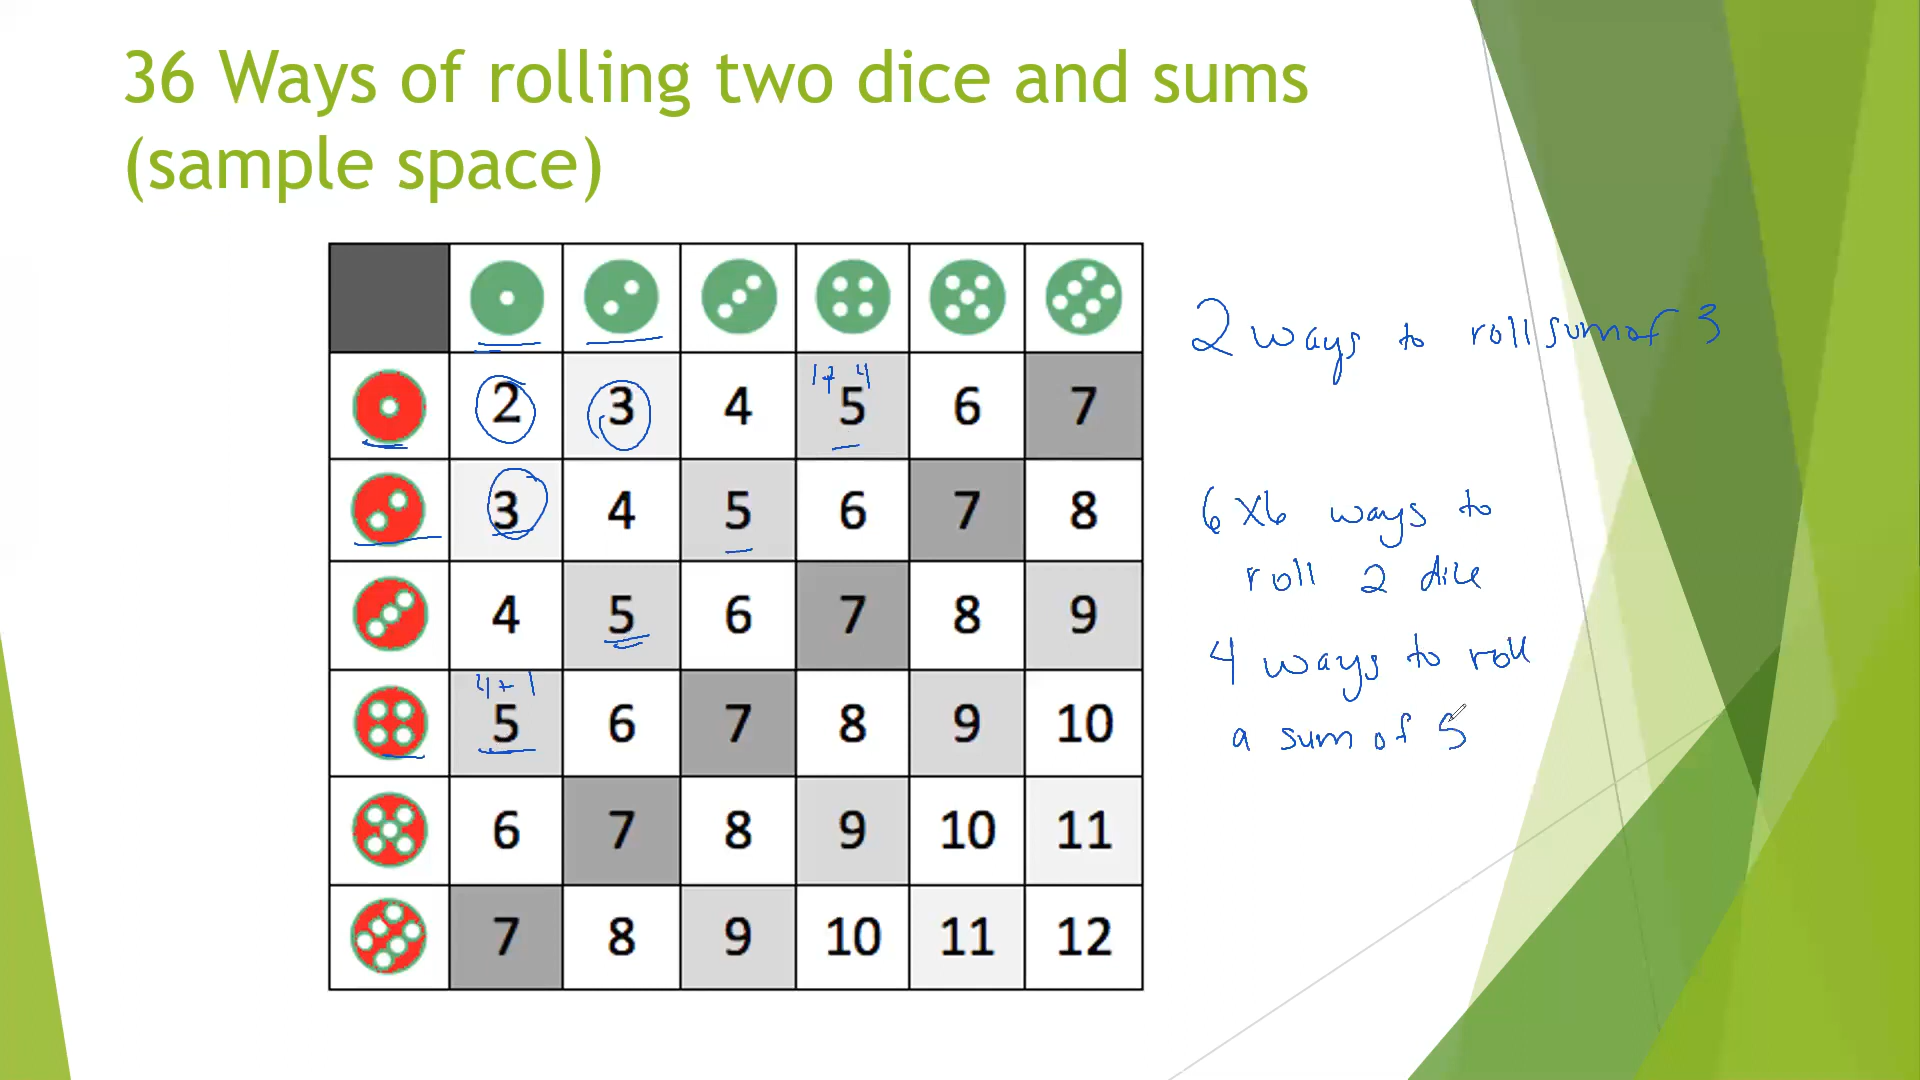 36 Ways of rolling two dice and sums
(sample space)
2 ways to roll sum of 3
1+ 4
2 3 4 5 6 7
3 4 5 6 7 8
6 x 6 ways to
roll 2 dice
4 5 6 7 8 9
4 ways to roll
a sum of 5
4+ 1
5 6 7 8 9 10
6 7 8 9 10 11
7 8 9 10 11 12